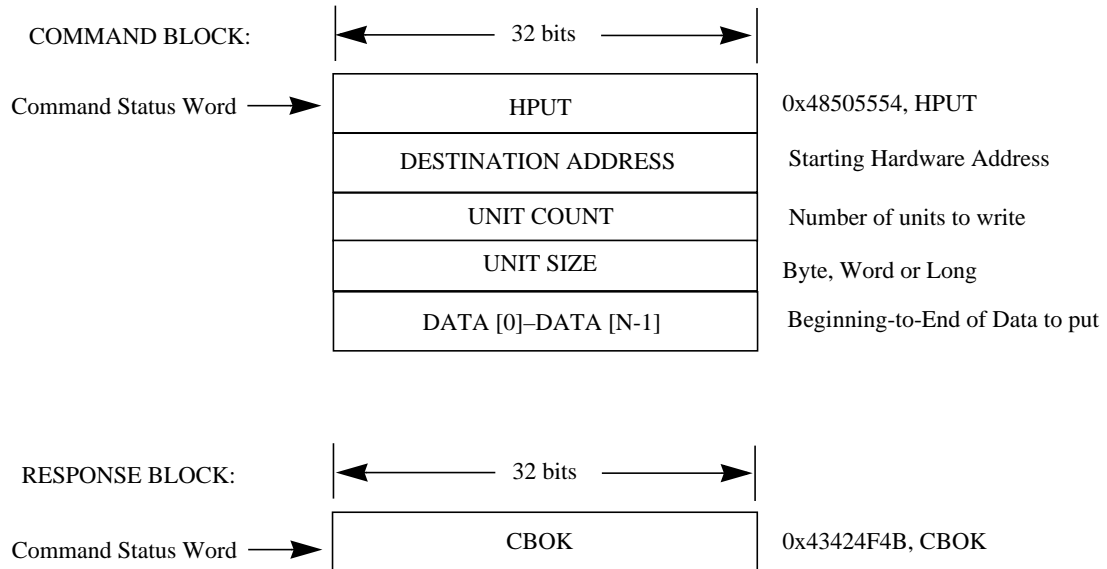 COMMAND BLOCK:
32 bits
Command Status Word
HPUT
0x48505554, HPUT
DESTINATION ADDRESS
Starting Hardware Address
UNIT COUNT
Number of units to write
UNIT SIZE
Byte, Word or Long
DATA [0]–DATA [N-1]
Beginning-to-End of Data to put
RESPONSE BLOCK:
32 bits
Command Status Word
CBOK
0x43424F4B, CBOK